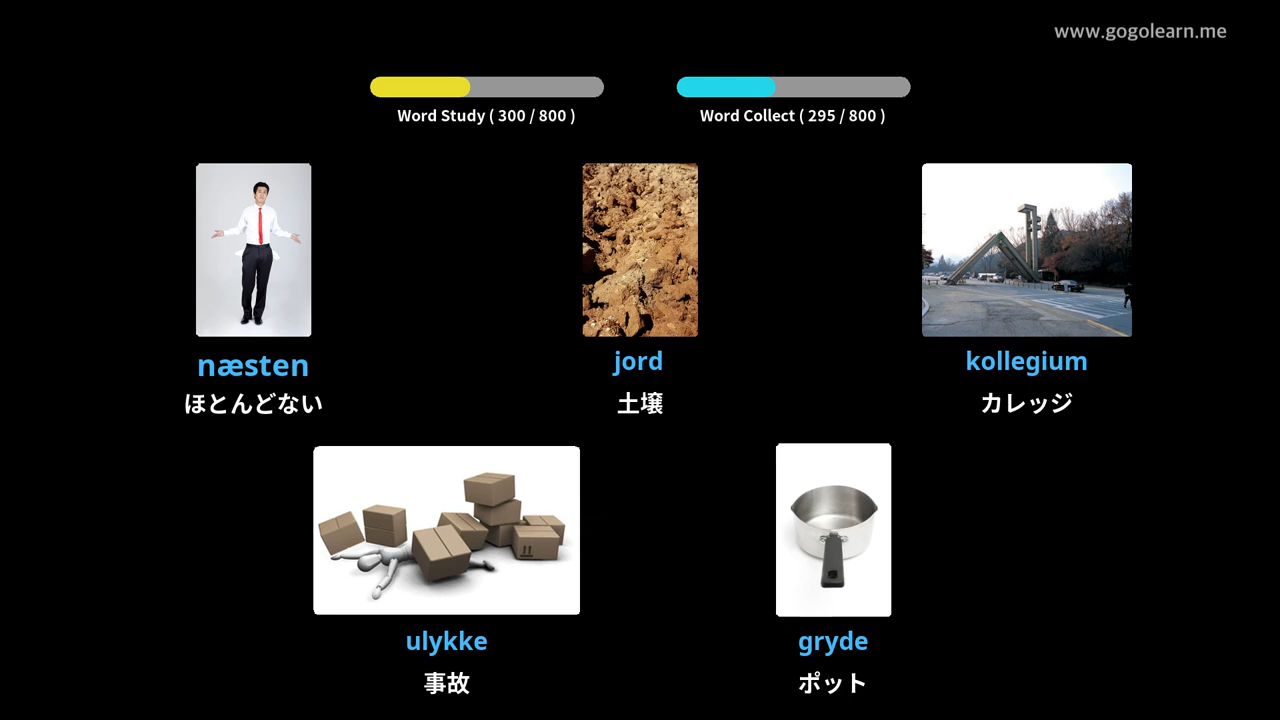 www.gogolearn.me
Word Study ( 300 / 800 )
Word Collect ( 295 / 800 )
næsten
ほとんどない
jord
土壌
kollegium
カレッジ
ulykke
事故
gryde
ポット